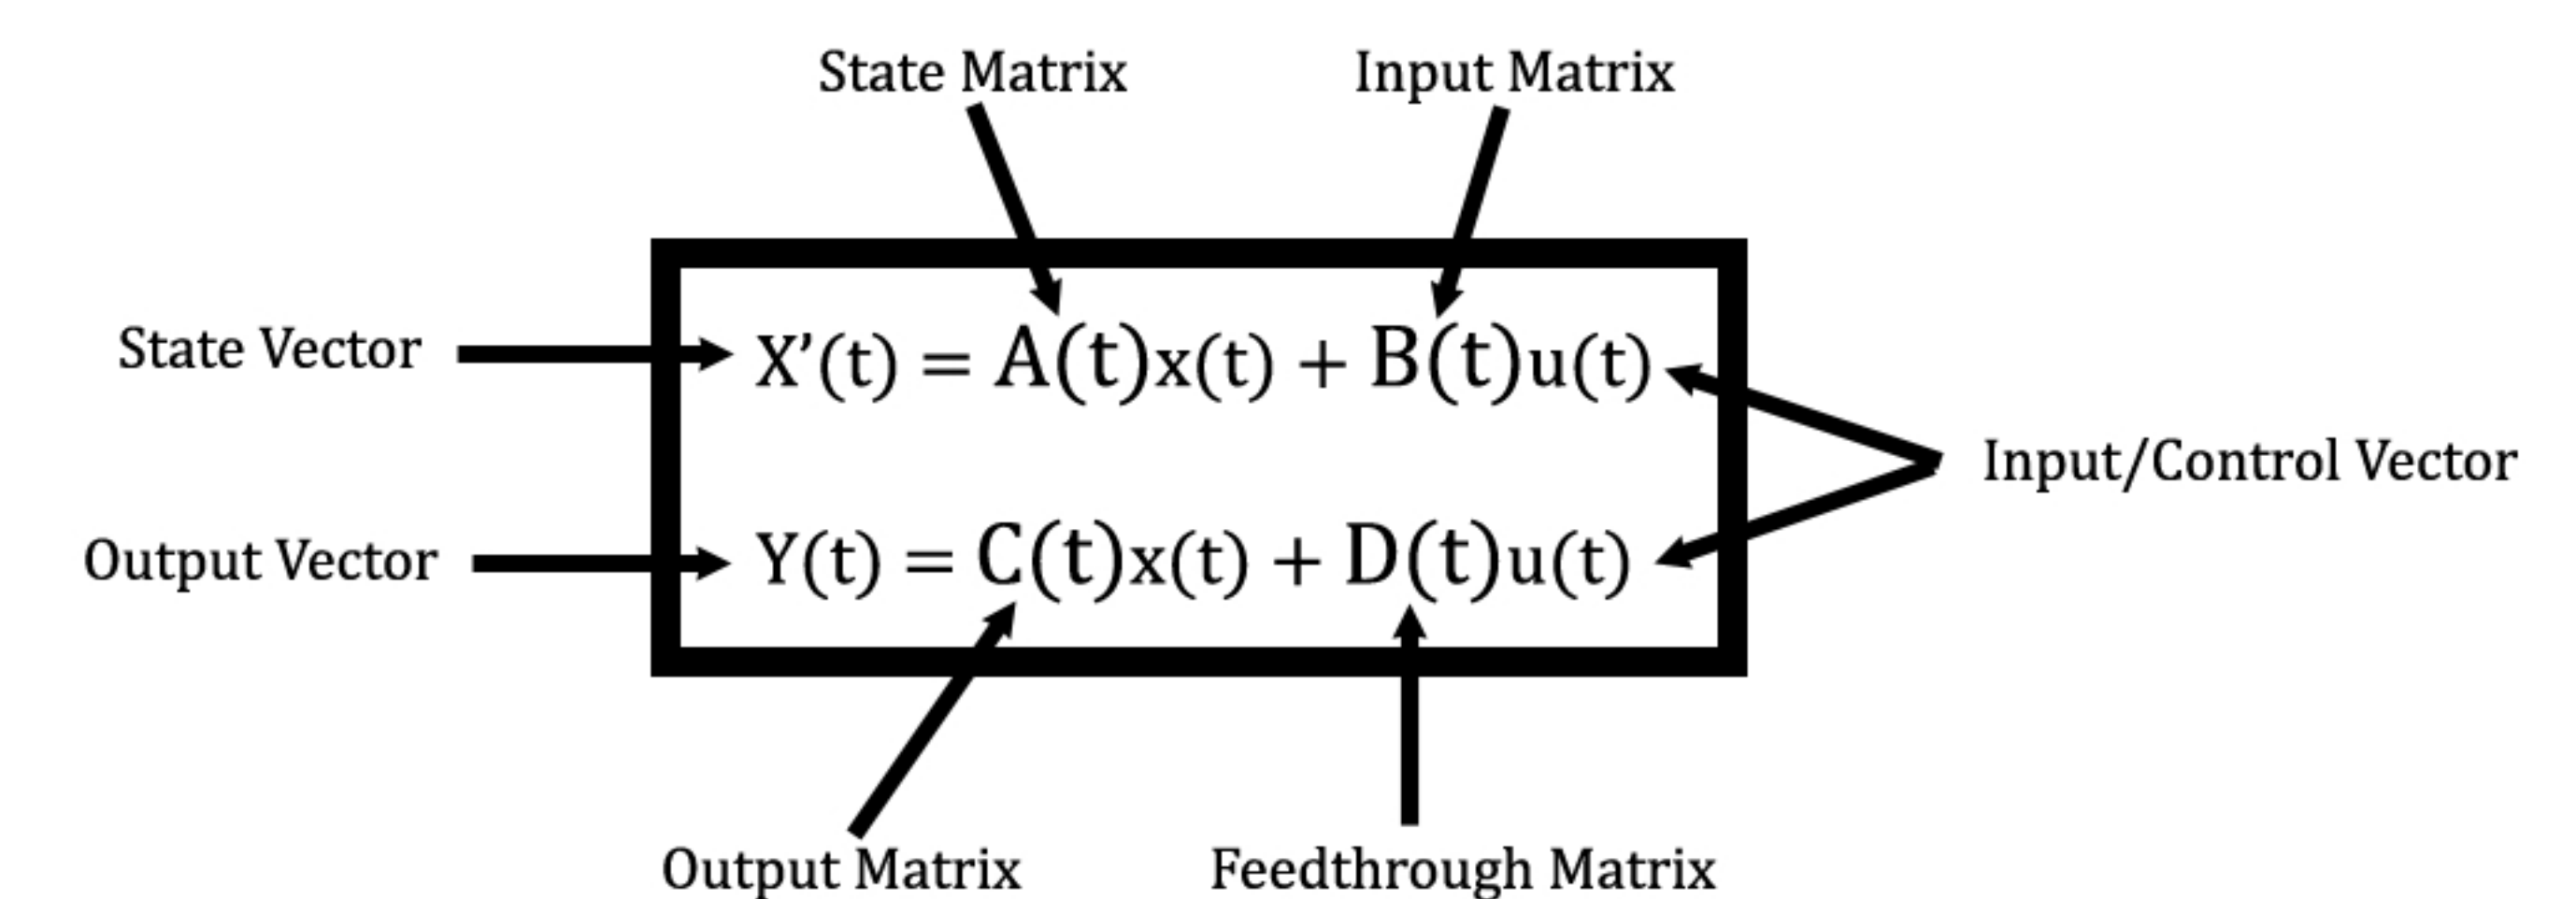 State Matrix
Input Matrix
State Vector
X’(t) = A(t)x(t) + B(t)u(t)
Input/Control Vector
Output Vector
Y(t) = C(t)x(t) + D(t)u(t)
Output Matrix
Feedthrough Matrix